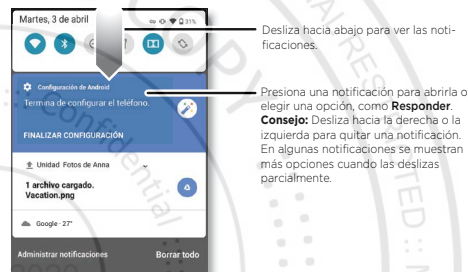 Martes, 3 de abril
31%
Desliza hacia abajo para ver las noti-
ficaciones.
Configuración de Android
Termina de configurar el teléfono.
FINALIZAR CONFIGURACIÓN
Presiona una notificación para abrirla o
elegir una opción, como Responder.
Consejo: Desliza hacia la derecha o la
izquierda para quitar una notificación.
En algunas notificaciones se muestran
más opciones cuando las deslizas
parcialmente.
Unidad Fotos de Anna
1 archivo cargado.
Vacation.png
Google · 27°
Administrar notificaciones
Borrar todo
Confidential
COPY